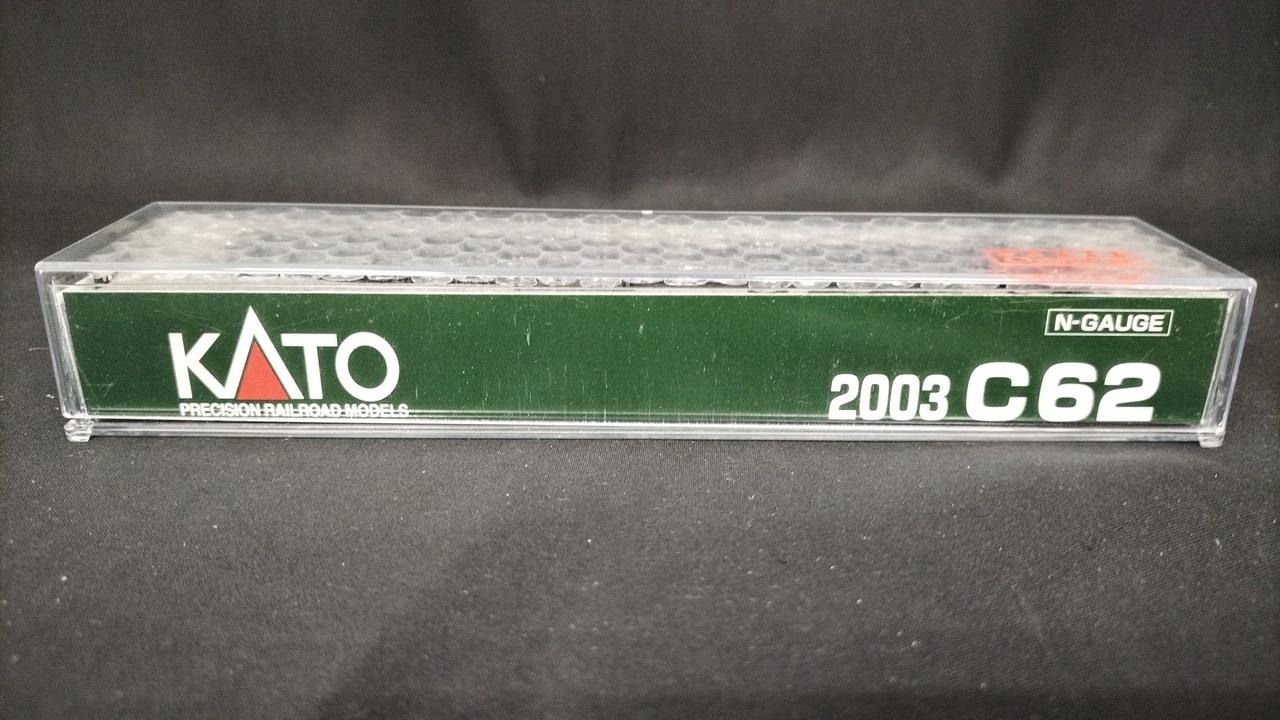 KATO
PRECISION RAILROAD MODELS
N-GAUGE
2003 C62